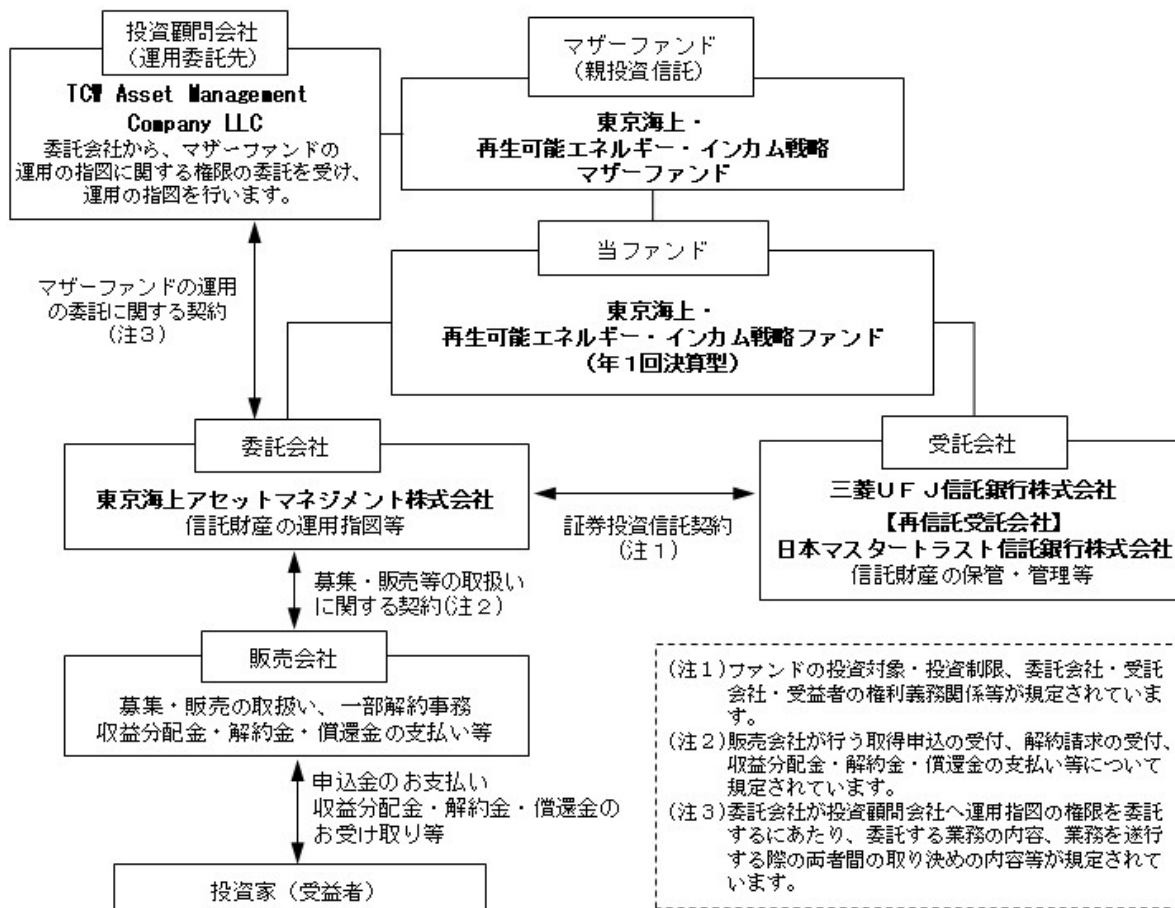 投資顧問会社
(運用委託先)
TCW Asset Management
Company LLC
委託会社から、マザーファンドの
運用の指図に関する権限の委託を受け、
運用の指図を行います。
マザーファンド
(親投資信託)
東京海上・
再生可能エネルギー・インカム戦略
マザーファンド
当ファンド
東京海上・
再生可能エネルギー・インカム戦略ファンド
(年1回決算型)
マザーファンドの運用
の委託に関する契約
(注3)
委託会社
東京海上アセットマネジメント株式会社
信託財産の運用指図等
証券投資信託契約
(注1)
受託会社
三菱UFJ信託銀行株式会社
【再信託受託会社】
日本マスタートラスト信託銀行株式会社
信託財産の保管・管理等
募集・販売等の取扱い
に関する契約(注2)
販売会社
募集・販売の取扱い、一部解約事務
収益分配金・解約金・償還金の支払い等
申込金のお支払い
収益分配金・解約金・償還金の
お受け取り等
投資家(受益者)
(注1)ファンドの投資対象・投資制限、委託会社・受託
会社・受益者の権利義務関係等が規定されていま
す。
(注2)販売会社が行う取得申込の受付、解約請求の受付、
収益分配金・解約金・償還金の支払い等について
規定されています。
(注3)委託会社が投資顧問会社へ運用指図の権限を委託
するにあたり、委託する業務の内容、業務を遂行
する際の両者間の取り決めの内容等が規定されて
います。